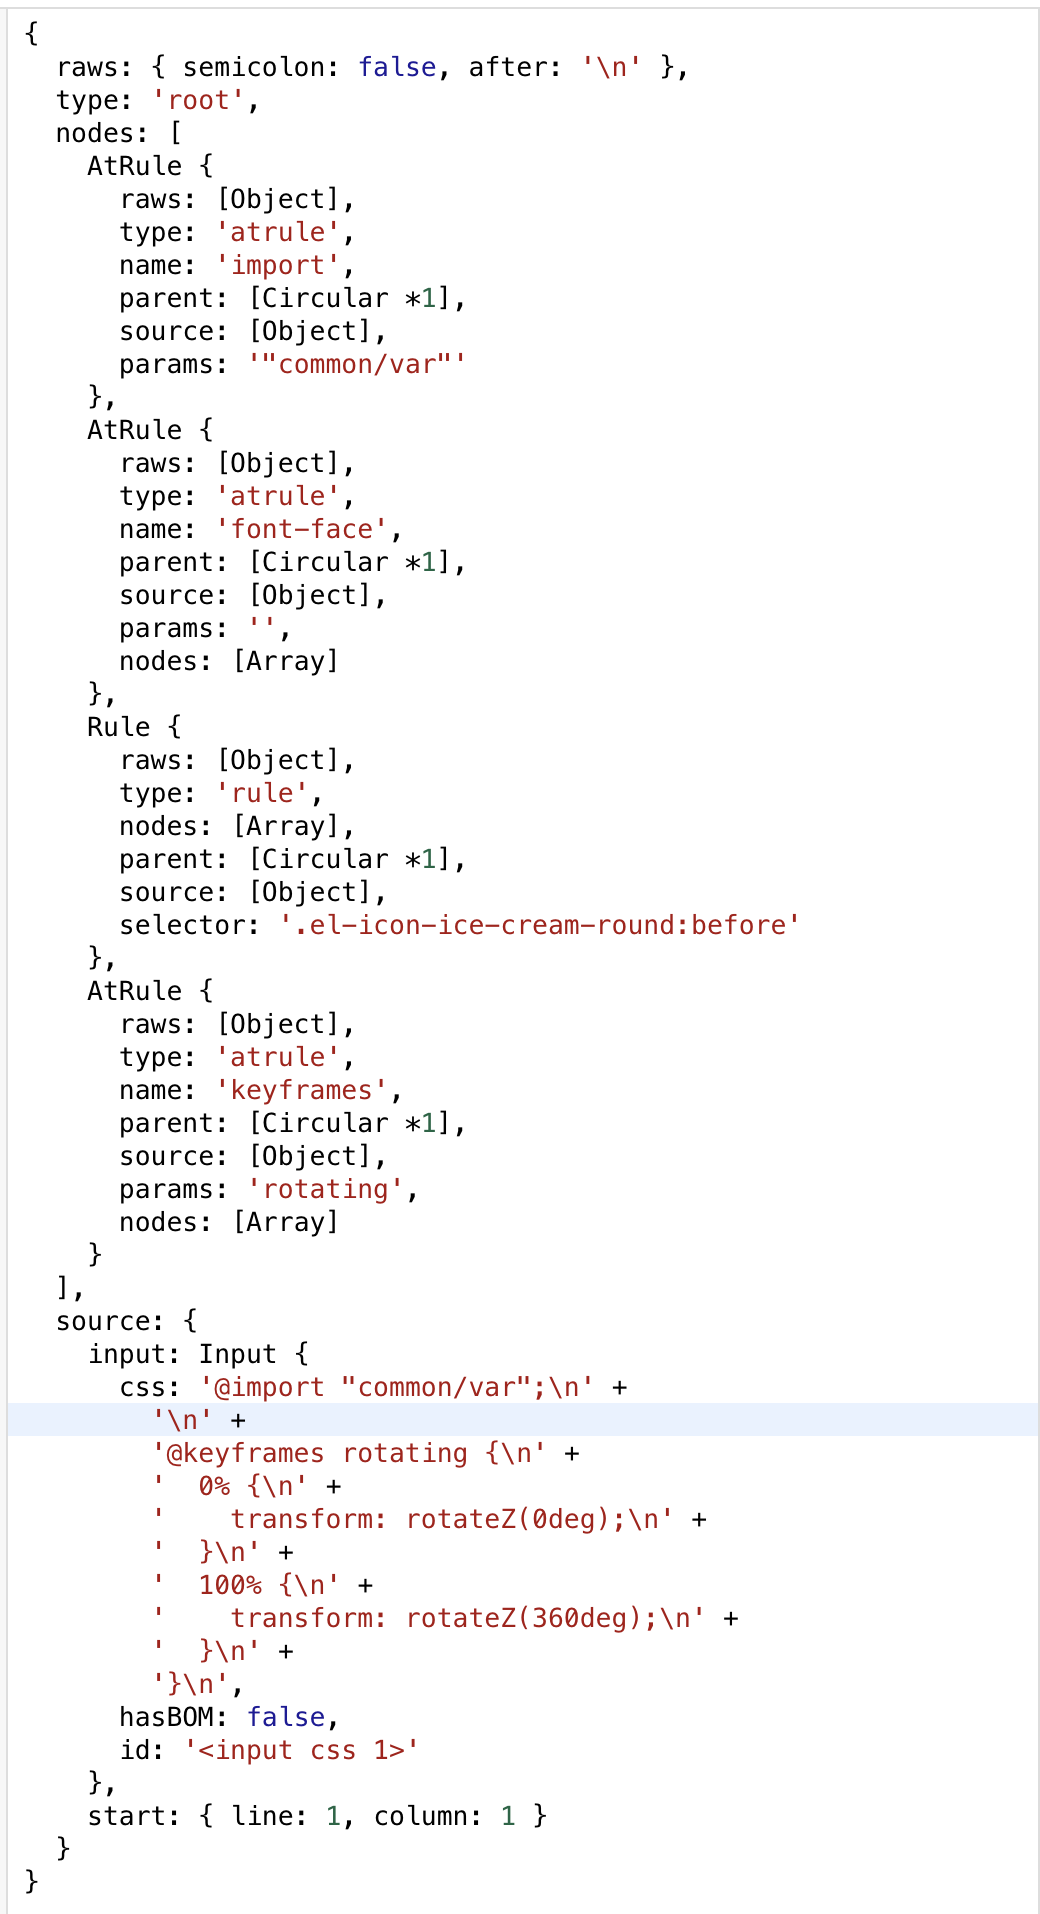 {
  raws: { semicolon: false, after: '\n' },
  type: 'root',
  nodes: [
    AtRule {
      raws: [Object],
      type: 'atrule',
      name: 'import',
      parent: [Circular *1],
      source: [Object],
      params: '"common/var"'
    },
    AtRule {
      raws: [Object],
      type: 'atrule',
      name: 'font-face',
      parent: [Circular *1],
      source: [Object],
      params: '',
      nodes: [Array]
    },
    Rule {
      raws: [Object],
      type: 'rule',
      nodes: [Array],
      parent: [Circular *1],
      source: [Object],
      selector: '.el-icon-ice-cream-round:before'
    },
    AtRule {
      raws: [Object],
      type: 'atrule',
      name: 'keyframes',
      parent: [Circular *1],
      source: [Object],
      params: 'rotating',
      nodes: [Array]
    }
  ],
  source: {
    input: Input {
      css: '@import "common/var";\n' +
        '\n' +
        '@keyframes rotating {\n' +
        '  0% {\n' +
        '    transform: rotateZ(0deg);\n' +
        '  }\n' +
        '  100% {\n' +
        '    transform: rotateZ(360deg);\n' +
        '  }\n' +
        '}\n',
      hasBOM: false,
      id: '<input css 1>'
    },
    start: { line: 1, column: 1 }
  }
}